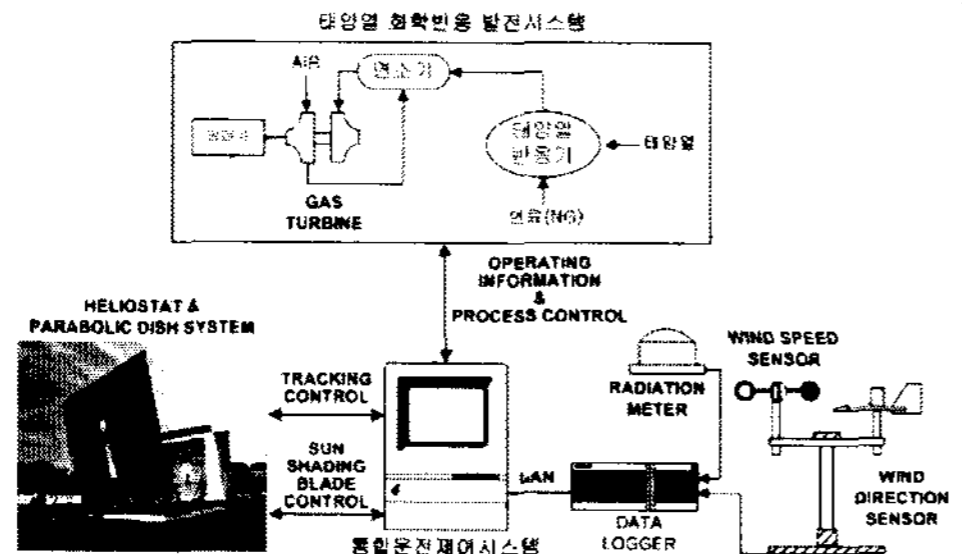 태양열 화학반응 발전시스템
AIR
연소기
태양열
반응기
태양열
연료(NG)
GAS
TURBINE
OPERATING
INFORMATION
&
PROCESS CONTROL
HELIOSTAT &
PARABOLIC DISH SYSTEM
TRACKING
CONTROL
SUN
SHADING
BLADE
CONTROL
통합운전제어시스템
LAN
RADIATION
METER
WIND SPEED
SENSOR
DATA
LOGGER
WIND
DIRECTION
SENSOR